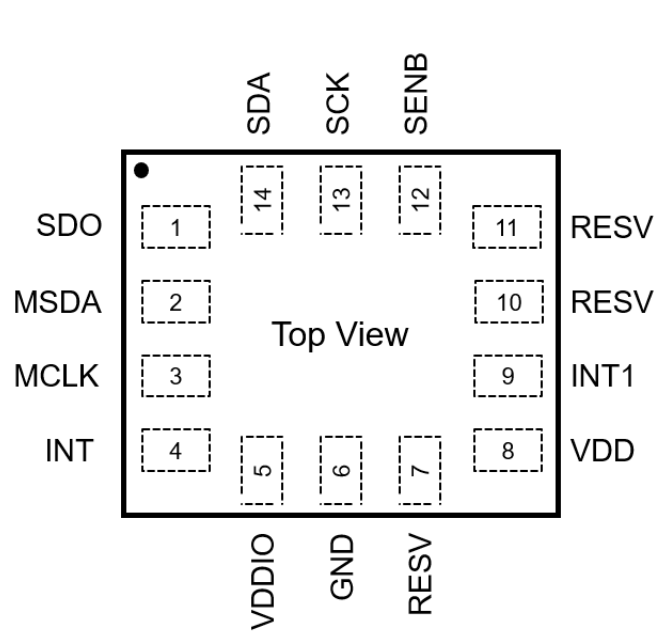 SDA SCK SENB
14 13 12
SDO 1 11 RESV
MSDA 2 10 RESV
Top View
MCLK 3 9 INT1
INT 4 8 VDD
5 6 7
VDDIO GND RESV